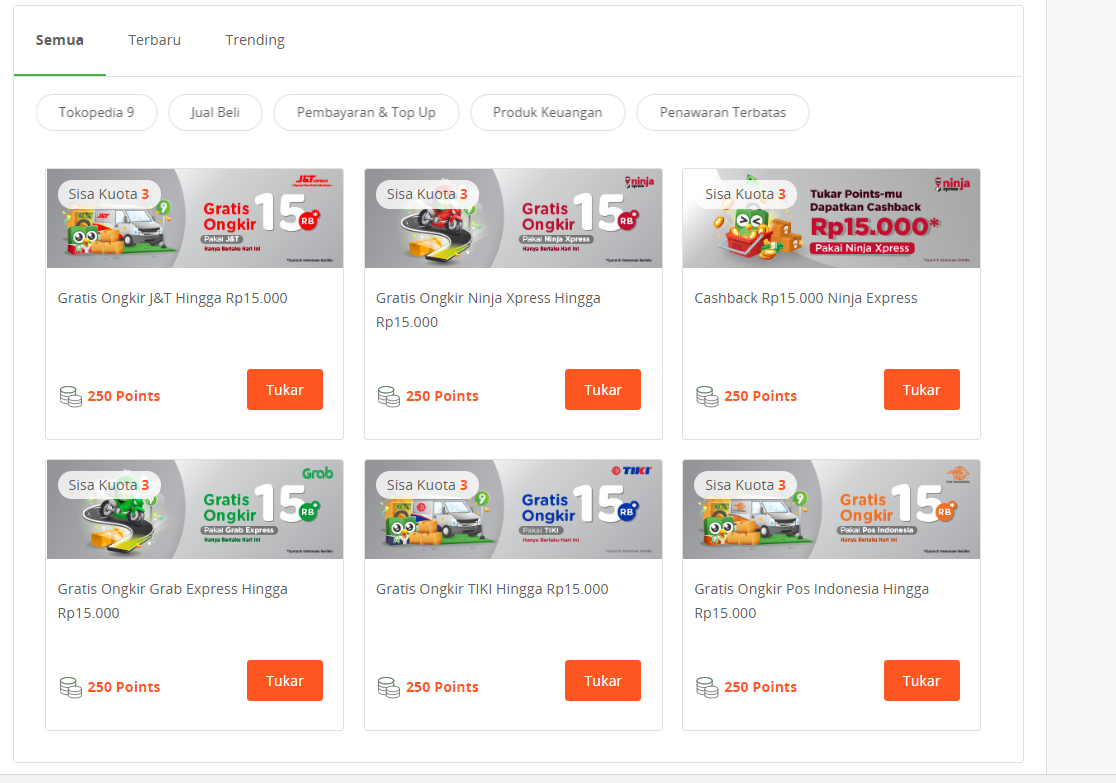 Semua
Terbaru
Trending
Tokopedia 9
Jual Beli
Pembayaran & Top Up
Produk Keuangan
Penawaran Terbatas
Sisa Kuota 3
J&T EXPRESS
Gratis
Ongkir
15
RB*
Pakai J&T
Hanya Berlaku Hari Ini
Gratis Ongkir J&T Hingga Rp15.000
250 Points
Tukar
Sisa Kuota 3
ninja
xpress
Gratis
Ongkir
15
RB*
Pakai Ninja Xpress
Hanya Berlaku Hari Ini
Gratis Ongkir Ninja Xpress Hingga
Rp15.000
250 Points
Tukar
Sisa Kuota 3
ninja
xpress
Tukar Points-mu
Dapatkan Cashback
Rp15.000*
Pakai Ninja Xpress
Cashback Rp15.000 Ninja Express
250 Points
Tukar
Sisa Kuota 3
Grab
Gratis
Ongkir
15
RB*
Pakai Grab Express
Hanya Berlaku Hari Ini
Gratis Ongkir Grab Express Hingga
Rp15.000
250 Points
Tukar
Sisa Kuota 3
TIKI
Gratis
Ongkir
15
RB*
Pakai TIKI
Hanya Berlaku Hari Ini
Gratis Ongkir TIKI Hingga Rp15.000
250 Points
Tukar
Sisa Kuota 3
Gratis
Ongkir
15
RB*
Pakai Pos Indonesia
Hanya Berlaku Hari Ini
Gratis Ongkir Pos Indonesia Hingga
Rp15.000
250 Points
Tukar